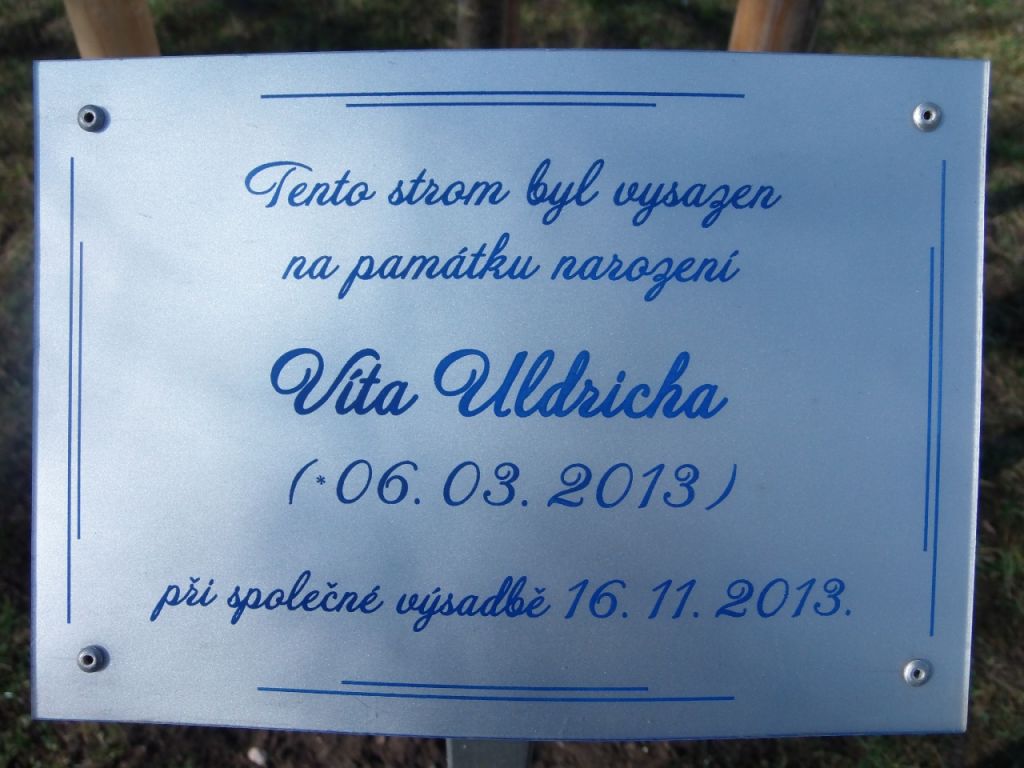 Tento strom byl vysazen
na památku narození
Víta Uldricha
(*06. 03. 2013)
při společné výsadbě 16. 11. 2013.